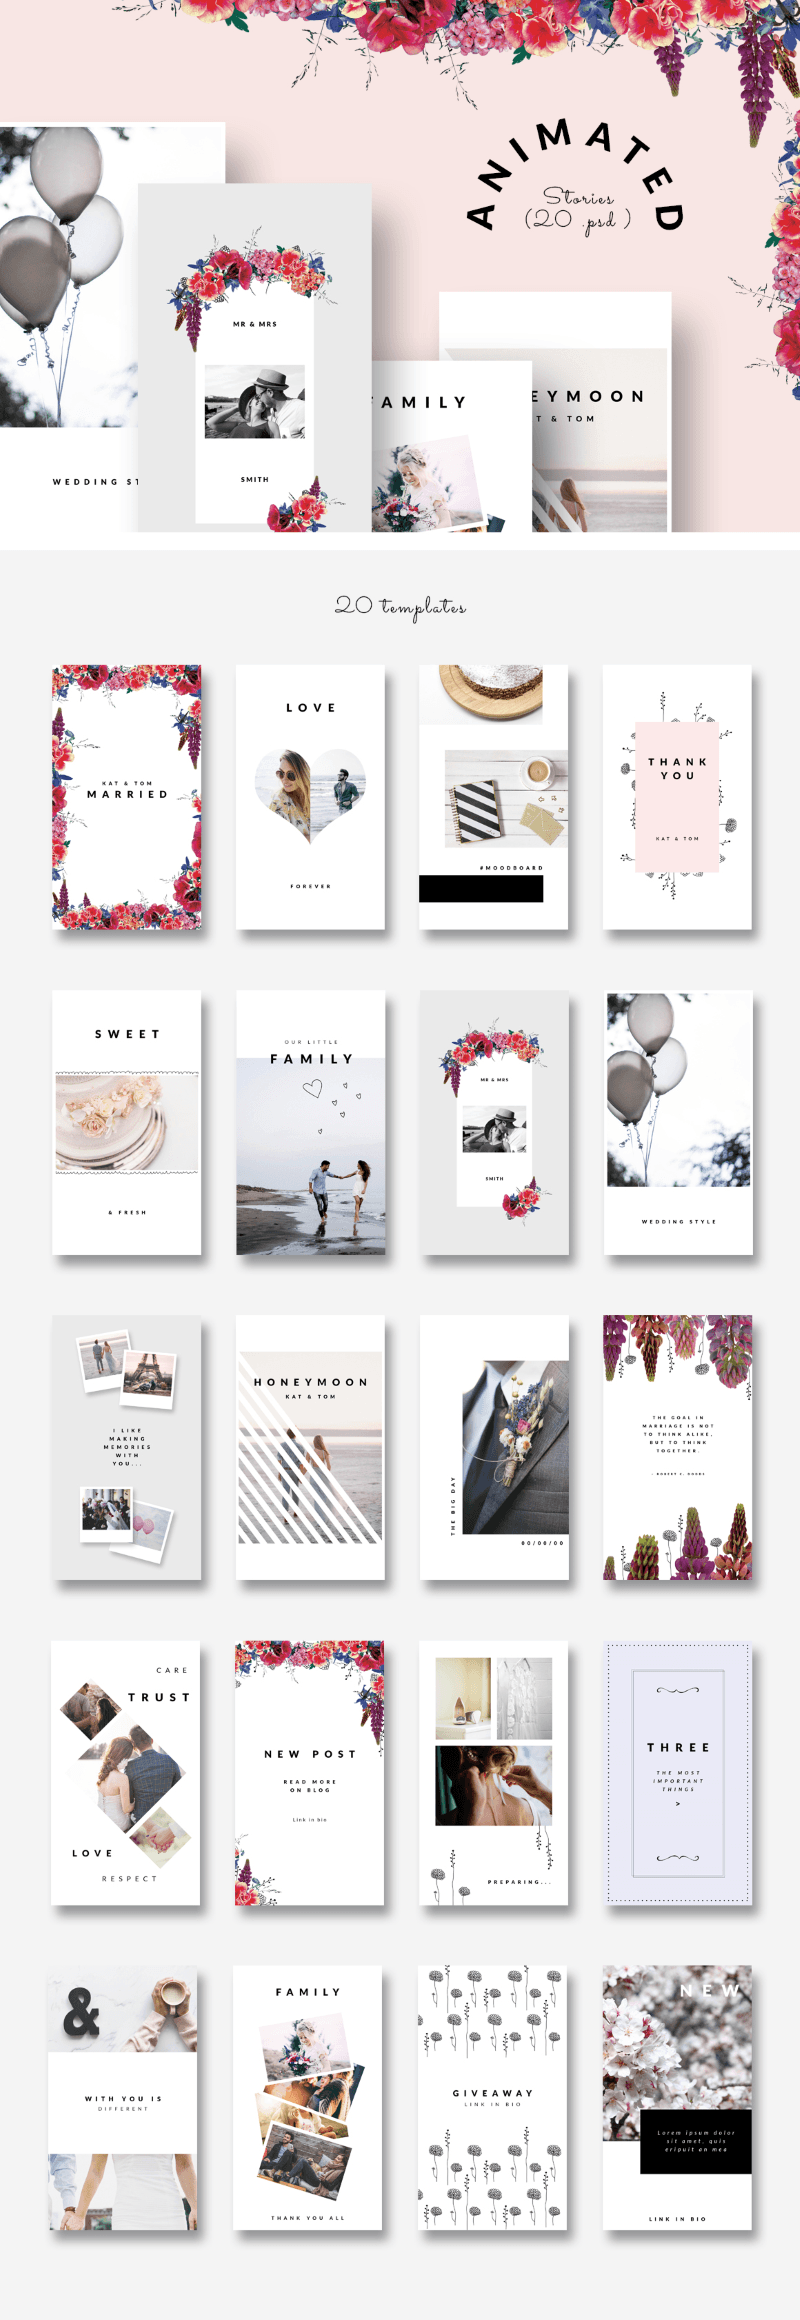 ANIMATED
Stories
(20 .psd )
MR & MRS
SMITH
WEDDING ST
FAMILY
EYMOON
T & TOM
20 templates
KAT & TOM
MARRIED
LOVE
FOREVER
#MOODBOARD
THANK
YOU
KAT & TOM
SWEET
& FRESH
OUR LITTLE
FAMILY
MR & MRS
SMITH
WEDDING STYLE
I LIKE
MAKING
MEMORIES
WITH
YOU...
HONEYMOON
KAT & TOM
THE BIG DAY
00/00/00
THE GOAL IN
MARRIAGE IS NOT
TO THINK ALIKE,
BUT TO THINK
TOGETHER.
- ROBERT C. DODDS
CARE
TRUST
LOVE
RESPECT
NEW POST
READ MORE
ON BLOG
Link in bio
PREPARING...
THREE
THE MOST
IMPORTANT
THINGS
>
&
WITH YOU IS
DIFFERENT
FAMILY
THANK YOU ALL
GIVEAWAY
LINK IN BIO
NEW
Lorem ipsum dolor
sit amet, quis
eripuit an mea
LINK IN BIO